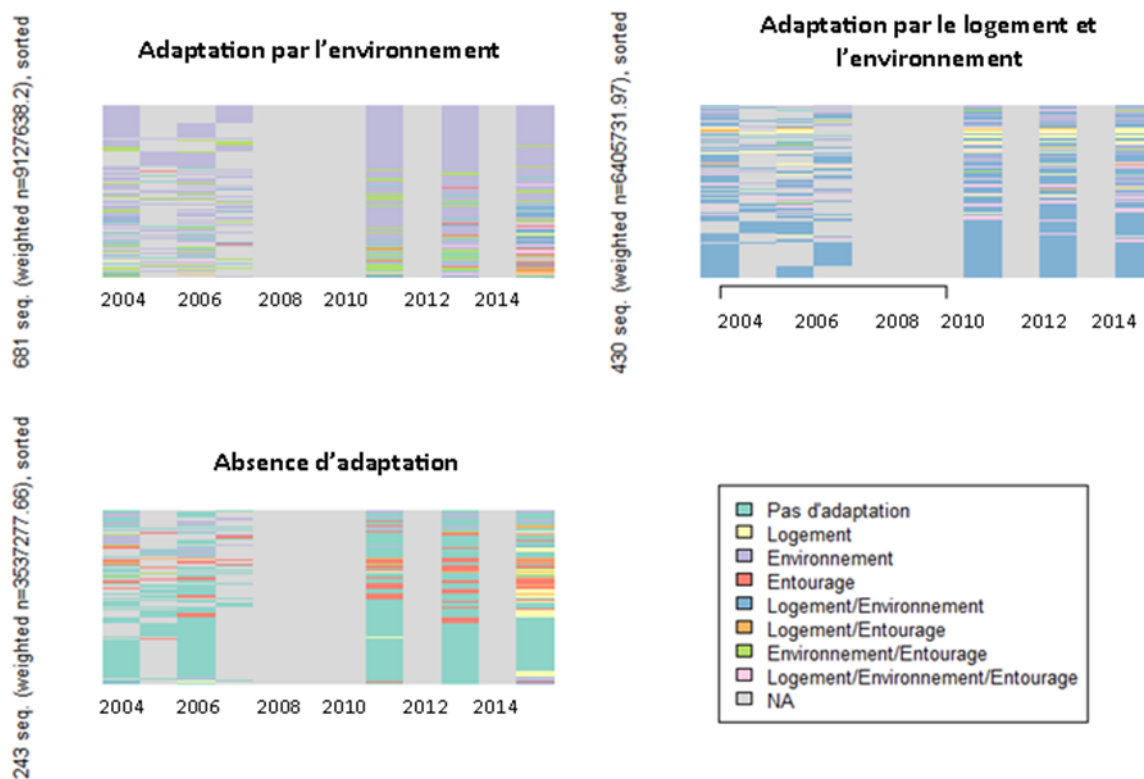 Adaptation par l'environnement
681 seq. (weighted n=9127638.2), sorted
2004 2006 2008 2010 2012 2014
Adaptation par le logement et
l'environnement
430 seq. (weighted n=6405731.97), sorted
2004 2006 2008 2010 2012 2014
Absence d'adaptation
243 seq. (weighted n=3537277.66), sorted
2004 2006 2008 2010 2012 2014
Pas d'adaptation
Logement
Environnement
Entourage
Logement/Environnement
Logement/Entourage
Environnement/Entourage
Logement/Environnement/Entourage
NA